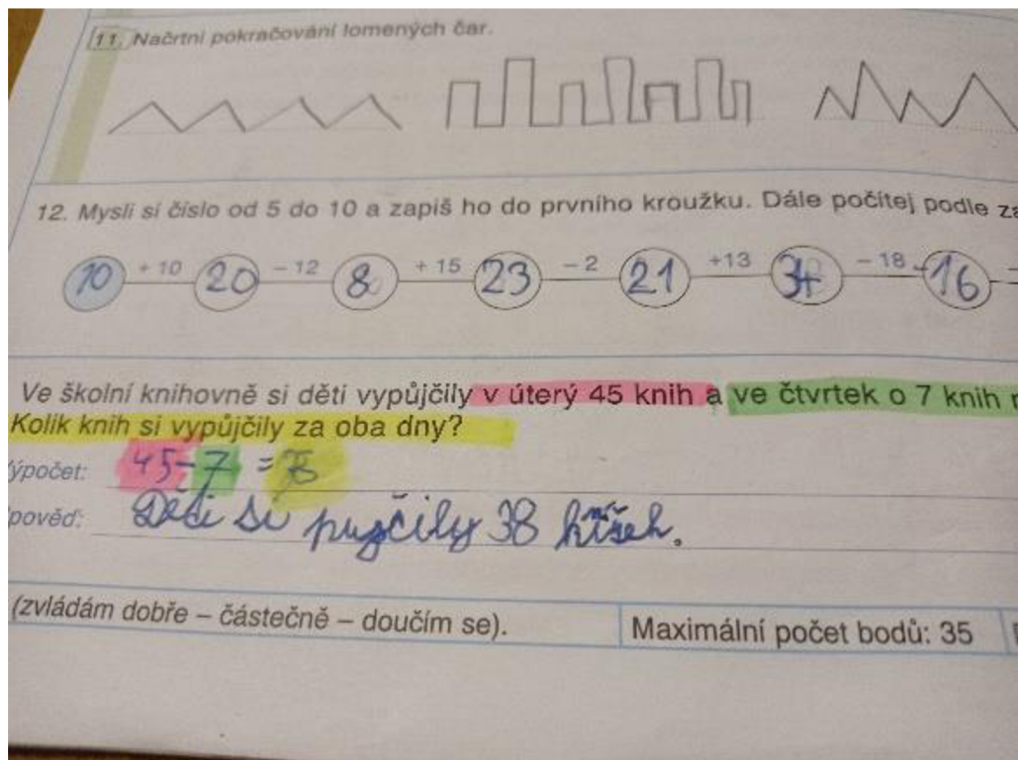 11. Načrtni pokračování lomených čar.
12. Mysli si číslo od 5 do 10 a zapiš ho do prvního kroužku. Dále počítej podle za
10 + 10 20 − 12 8 + 15 23 − 2 21 +13 34 − 18 16
Ve školní knihovně si děti vypůjčily v úterý 45 knih a ve čtvrtek o 7 knih
Kolik knih si vypůjčily za oba dny?
ýpočet: 45−7 =
pověď: Děti si 38
(zvládám dobře – částečně – doučím se).
Maximální počet bodů: 35